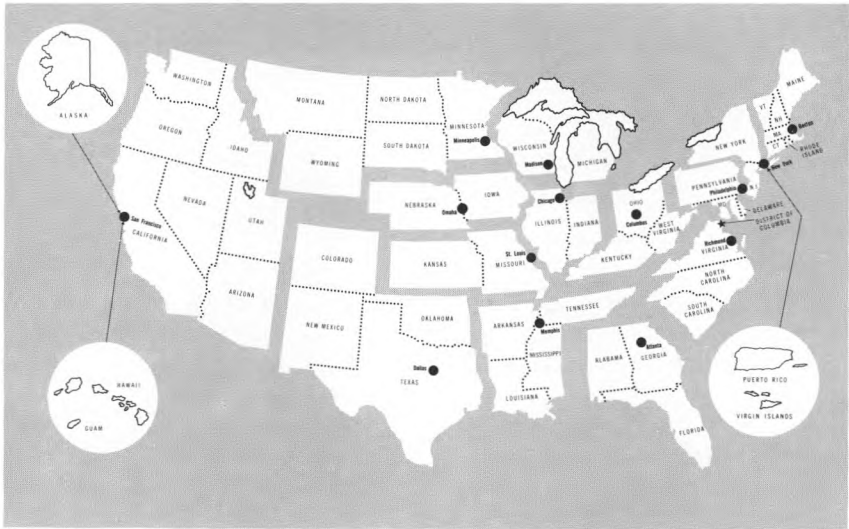 ALASKA
WASHINGTON
OREGON
IDAHO
MONTANA
WYOMING
NORTH DAKOTA
SOUTH DAKOTA
MINNESOTA
Minneapolis
WISCONSIN
Madison
MICHIGAN
NEVADA
UTAH
San Francisco
CALIFORNIA
ARIZONA
COLORADO
NEW MEXICO
NEBRASKA
Omaha
IOWA
KANSAS
St. Louis
MISSOURI
Chicago
ILLINOIS
INDIANA
OHIO
Columbus
WEST
VIRGINIA
KENTUCKY
TENNESSEE
OKLAHOMA
Dallas
TEXAS
ARKANSAS
Memphis
MISSISSIPPI
LOUISIANA
ALABAMA
Atlanta
GEORGIA
FLORIDA
SOUTH
CAROLINA
NORTH
CAROLINA
Richmond
VIRGINIA
MD.
DISTRICT OF
COLUMBIA
DELAWARE
N.J.
PENNSYLVANIA
Philadelphia
NEW YORK
New York
MAINE
VT.
NH
MA.
CT.
Boston
RHODE
ISLAND
HAWAII
GUAM
PUERTO RICO
VIRGIN ISLANDS